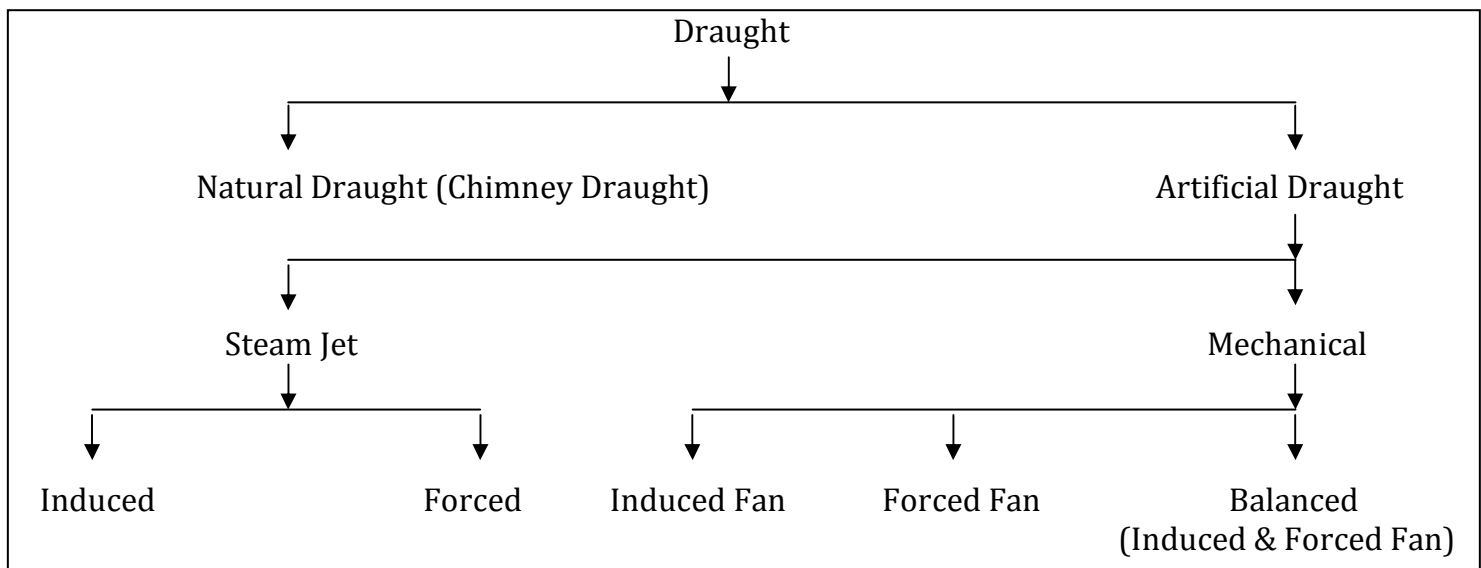 Draught
Natural Draught (Chimney Draught)
Artificial Draught
Steam Jet
Mechanical
Induced
Forced
Induced Fan
Forced Fan
Balanced
(Induced & Forced Fan)